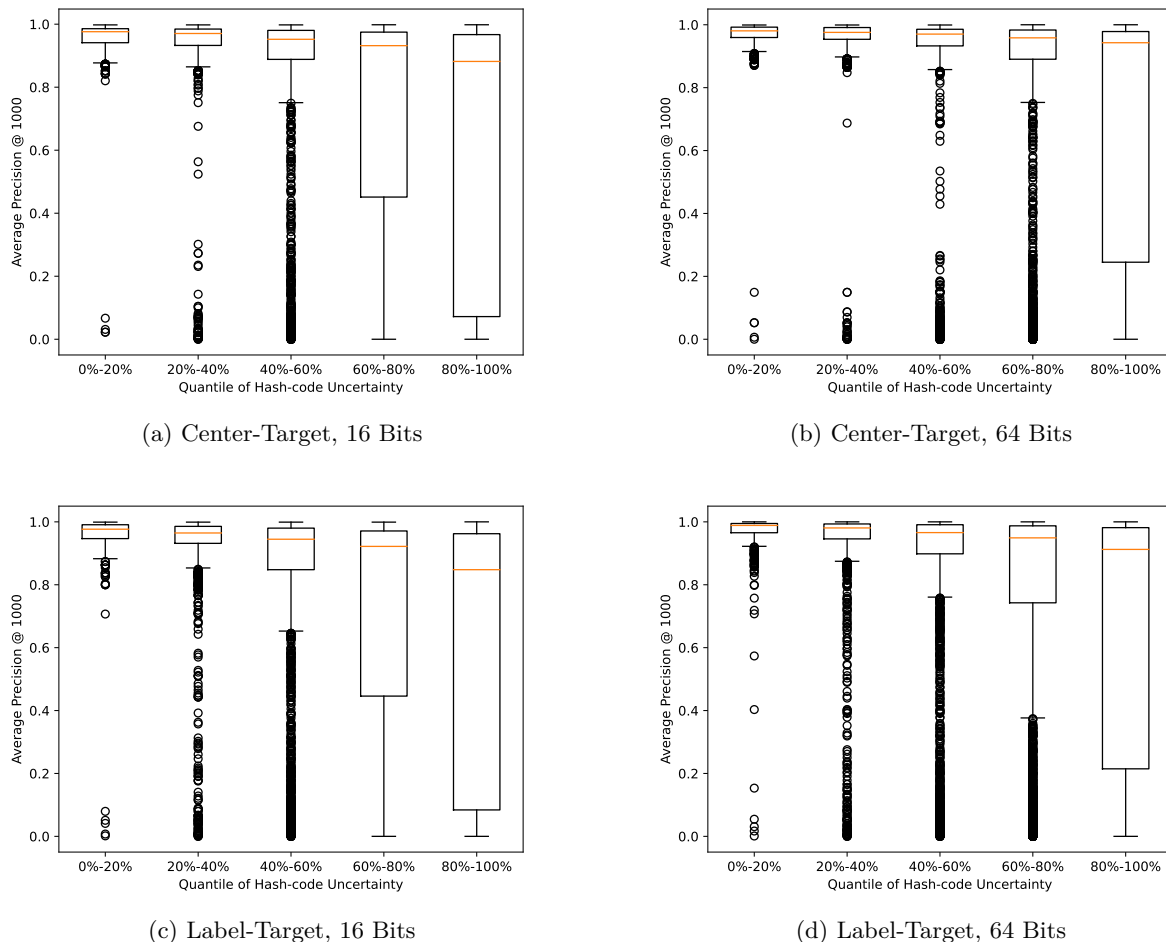 1.0
0.8
0.6
0.4
0.2
0.0
Average Precision @ 1000
0%-20% 20%-40% 40%-60% 60%-80% 80%-100%
Quantile of Hash-code Uncertainty
(a) Center-Target, 16 Bits
1.0
0.8
0.6
0.4
0.2
0.0
Average Precision @ 1000
0%-20% 20%-40% 40%-60% 60%-80% 80%-100%
Quantile of Hash-code Uncertainty
(b) Center-Target, 64 Bits
1.0
0.8
0.6
0.4
0.2
0.0
Average Precision @ 1000
0%-20% 20%-40% 40%-60% 60%-80% 80%-100%
Quantile of Hash-code Uncertainty
(c) Label-Target, 16 Bits
1.0
0.8
0.6
0.4
0.2
0.0
Average Precision @ 1000
0%-20% 20%-40% 40%-60% 60%-80% 80%-100%
Quantile of Hash-code Uncertainty
(d) Label-Target, 64 Bits